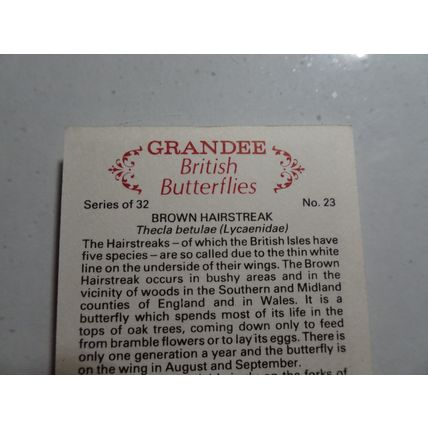 GRANDEE
British
Butterflies
Series of 32 No. 23
BROWN HAIRSTREAK
Thecla betulae (Lycaenidae)
The Hairstreaks – of which the British Isles have
five species – are so called due to the thin white
line on the underside of their wings. The Brown
Hairstreak occurs in bushy areas and in the
vicinity of woods in the Southern and Midland
counties of England and in Wales. It is a
butterfly which spends most of its life in the
tops of oak trees, coming down only to feed
from bramble flowers or to lay its eggs. There is
only one generation a year and the butterfly is
on the wing in August and September.
on the forks of